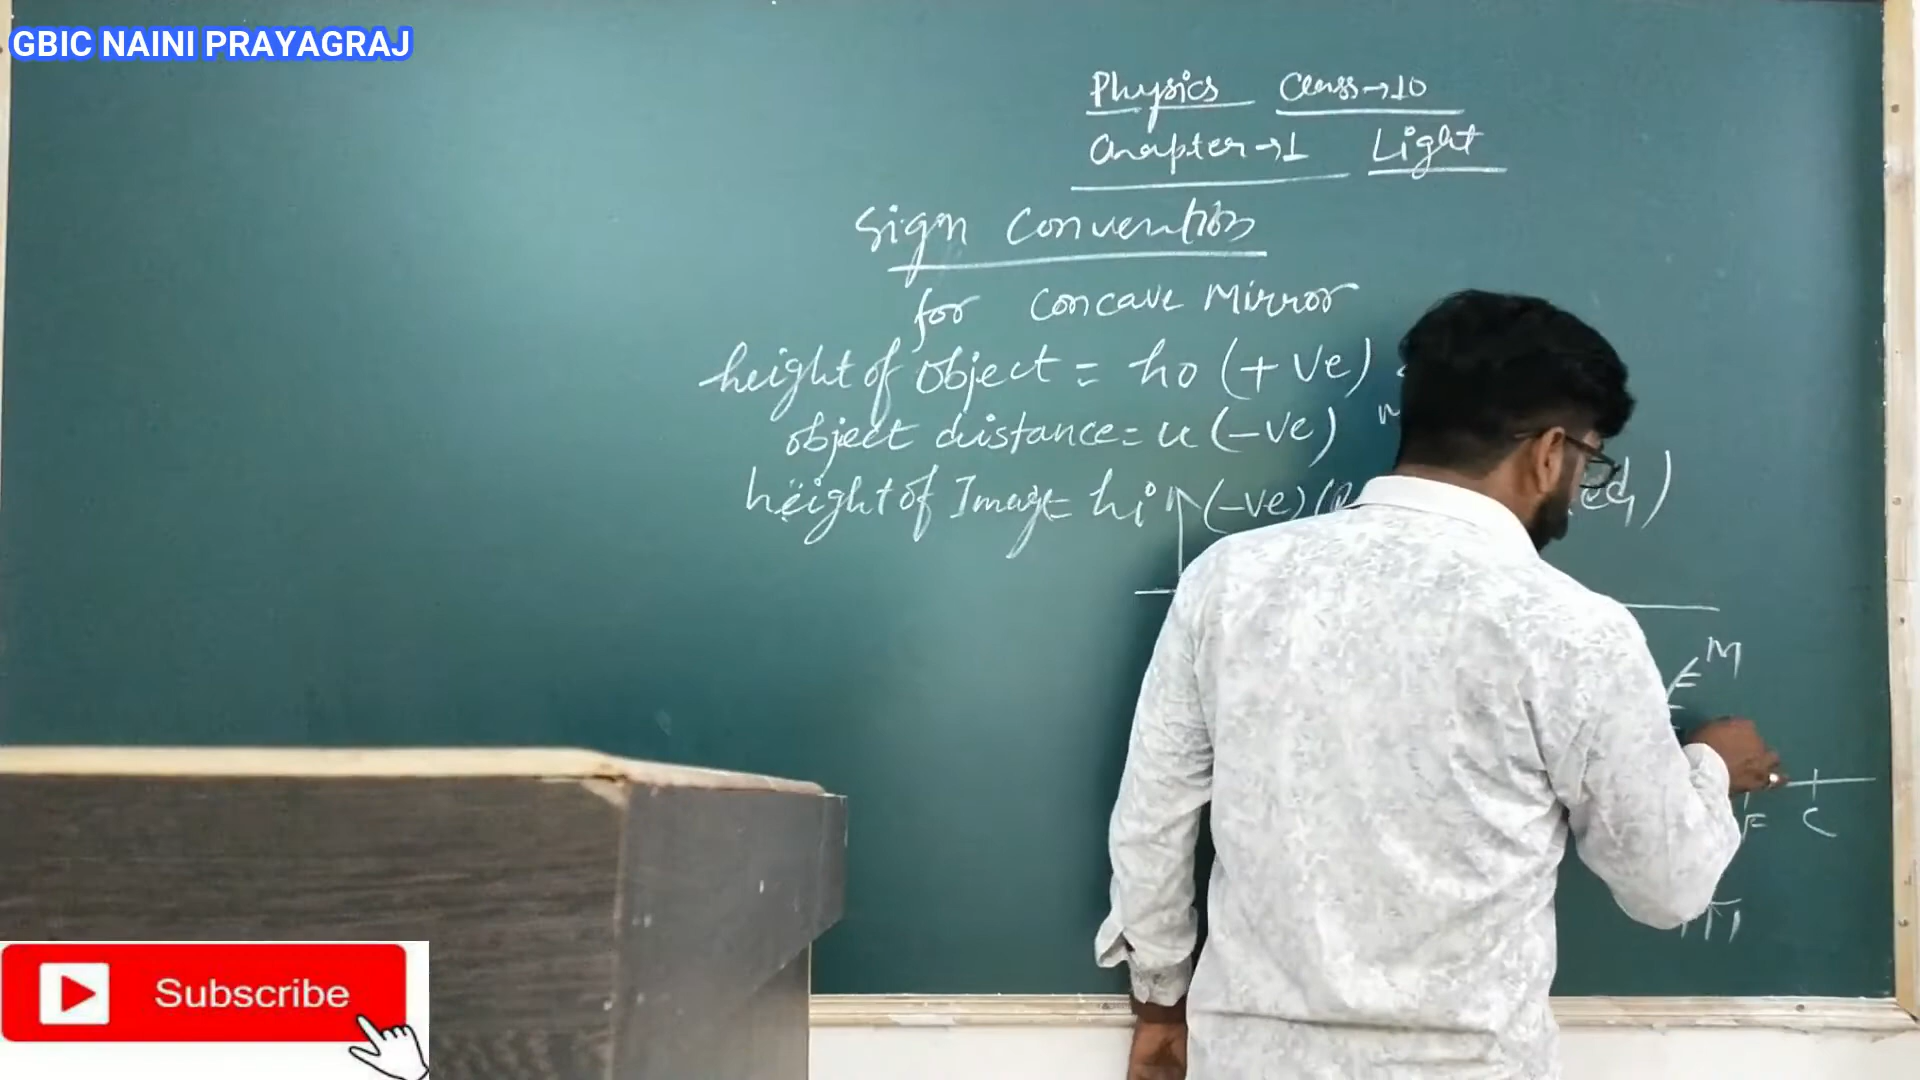 GBIC NAINI PRAYAGRAJ
Physics Class→10
Chapter→1 Light
Sign Convention
for Concave Mirror
height of object = ho (+ve)
object distance = u (-ve)
height of Image = hi (-ve)
M
F C
M
Subscribe